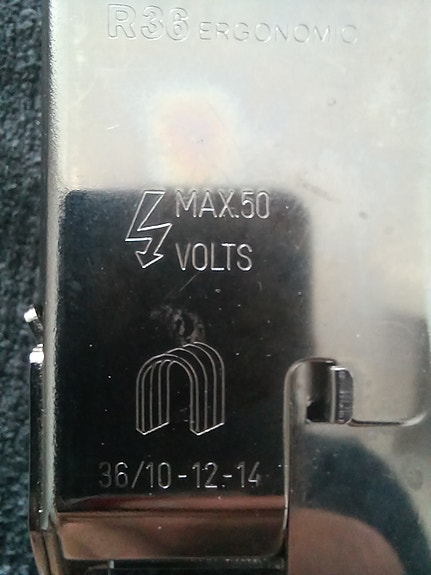 R36 ERGONOMIC
MAX.50
VOLTS
36/10-12-14